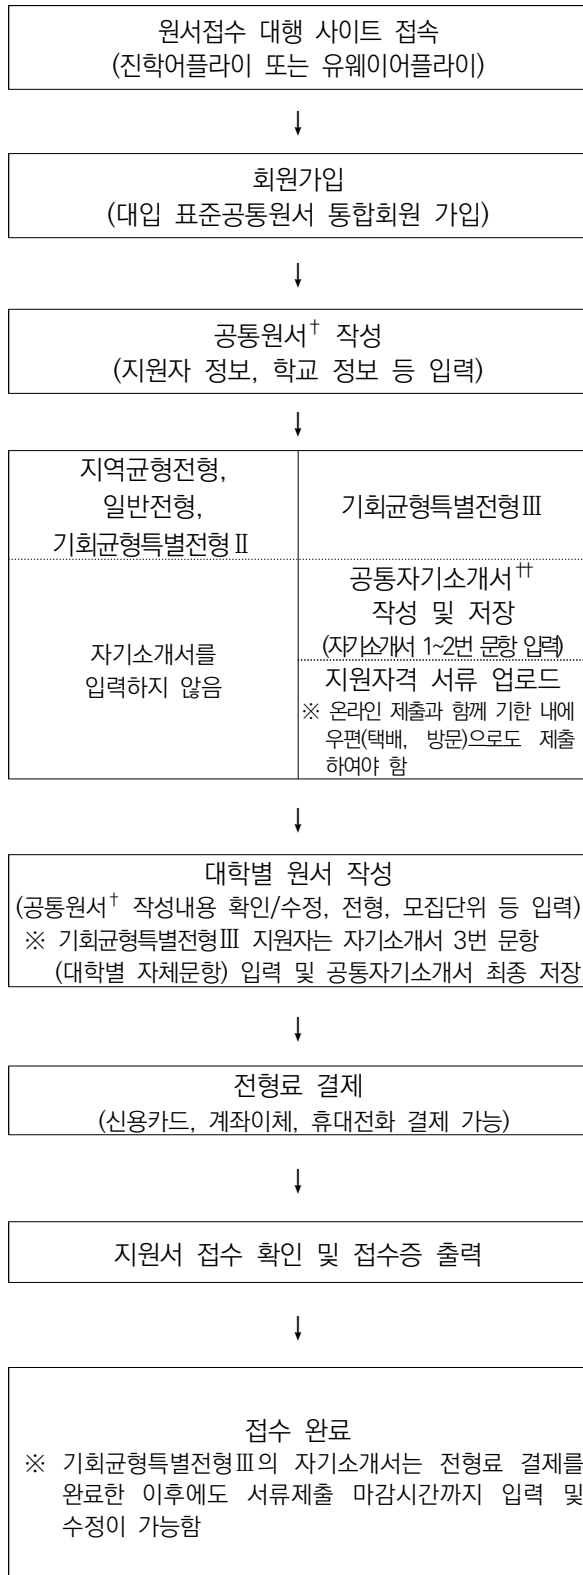 원서접수 대행 사이트 접속
(진학어플라이 또는 유웨이어플라이)
↓
회원가입
(대입 표준공통원서 통합회원 가입)
↓
공통원서† 작성
(지원자 정보, 학교 정보 등 입력)
↓
지역균형전형,
일반전형,
기회균형특별전형Ⅱ
기회균형특별전형Ⅲ
자기소개서를
입력하지 않음
공통자기소개서††
작성 및 저장
(자기소개서 1~2번 문항 입력)
지원자격 서류 업로드
※ 온라인 제출과 함께 기한 내에
우편(택배, 방문)으로도 제출
하여야 함
↓
대학별 원서 작성
(공통원서† 작성내용 확인/수정, 전형, 모집단위 등 입력)
※ 기회균형특별전형Ⅲ 지원자는 자기소개서 3번 문항
(대학별 자체문항) 입력 및 공통자기소개서 최종 저장
↓
전형료 결제
(신용카드, 계좌이체, 휴대전화 결제 가능)
↓
지원서 접수 확인 및 접수증 출력
↓
접수 완료
※ 기회균형특별전형Ⅲ의 자기소개서는 전형료 결제를
완료한 이후에도 서류제출 마감시간까지 입력 및
수정이 가능함